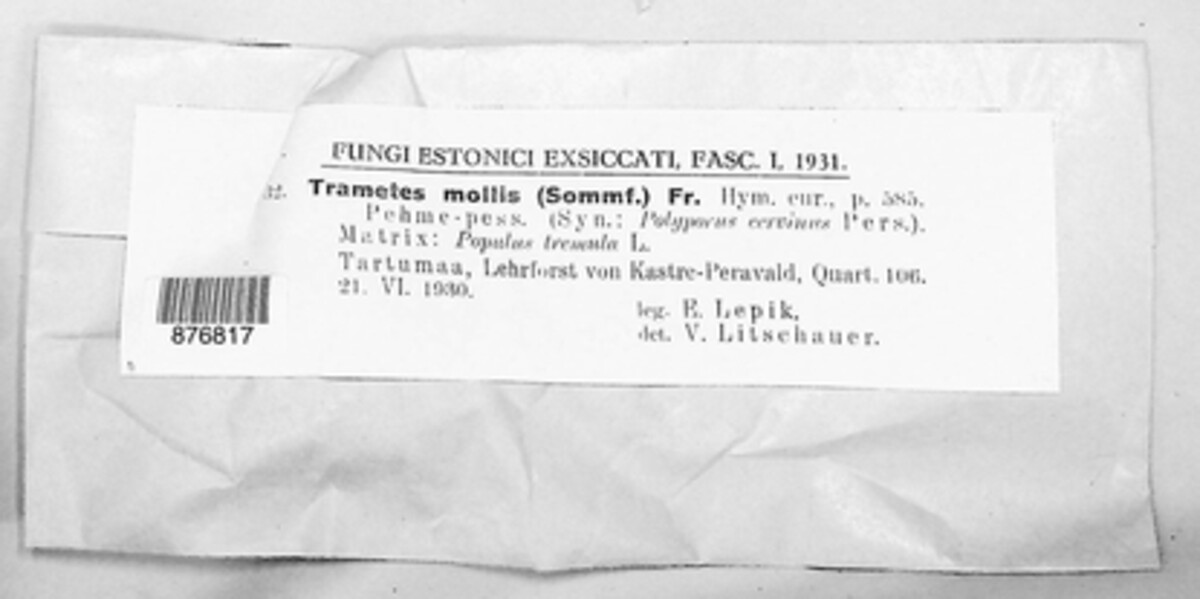 FUNGI ESTONICI EXSICCATI, FASC. I, 1931.
32. Trametes mollis (Sommf.) Fr. Hym. eur., p. 585.
Pehme-pess. (Syn.: Polyporus cervinus Pers.).
Matrix: Populus tremula L.
Tartumaa, Lehrforst von Kastre-Peravald, Quart. 106.
21. VI. 1930.
leg. E. Lepik,
det. V. Litschauer.
876817